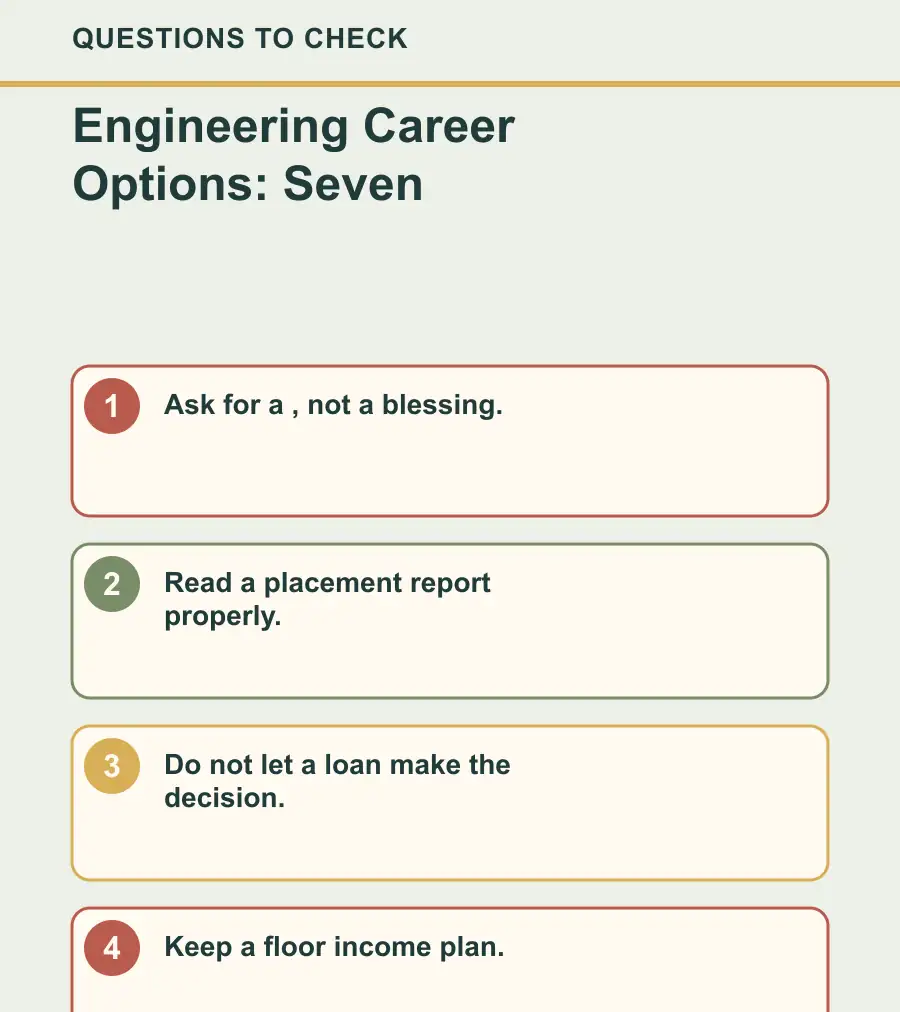 QUESTIONS TO CHECK
Engineering Career
Options: Seven
1 Ask for a , not a blessing.
2 Read a placement report
properly.
3 Do not let a loan make the
decision.
4 Keep a floor income plan.